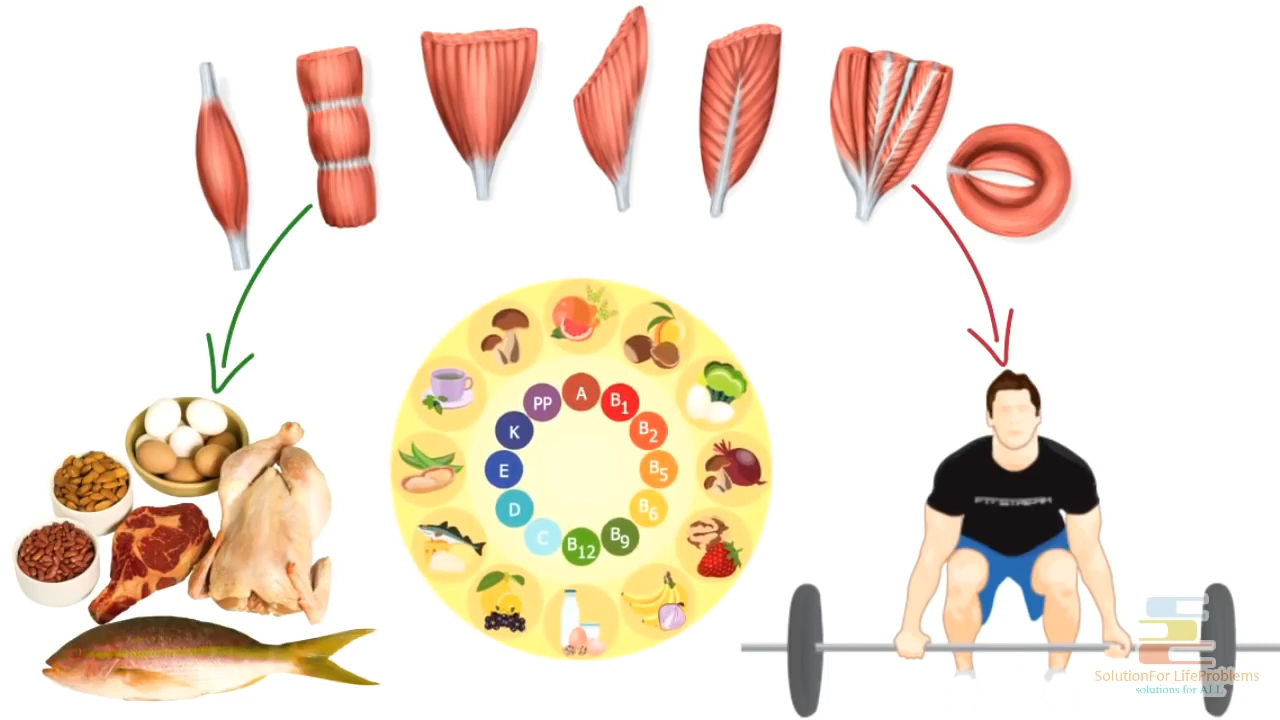 A
B1
B2
B5
B6
B9
B12
C
D
E
K
PP
SolutionFor LifeProblems
solutions for ALL